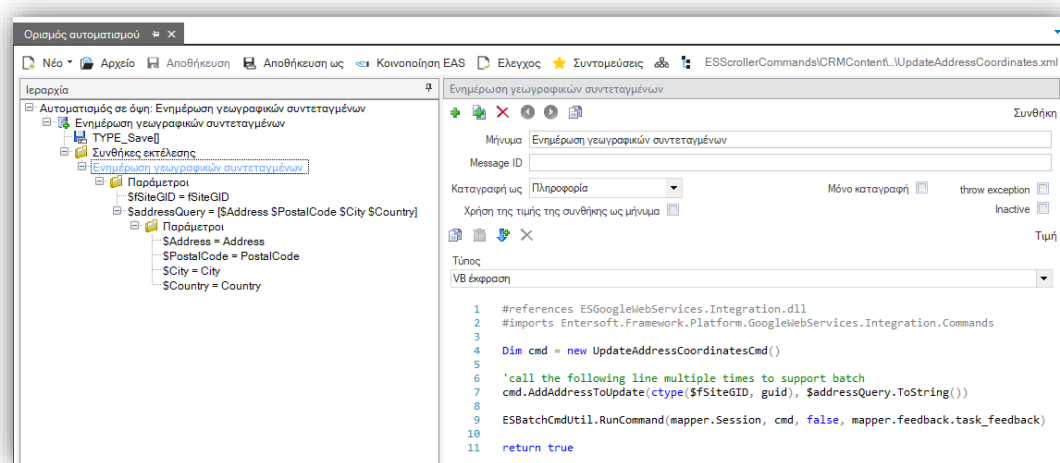 Ορισμός αυτοματισμού
Νέο Αρχείο Αποθήκευση Αποθήκευση ως Κοινοποίηση EAS Ελεγχος Συντομεύσεις ESScrollerCommands\CRMContent\...\UpdateAddressCoordinates.xml
Ιεραρχία
Αυτοματισμός σε όψη: Ενημέρωση γεωγραφικών συντεταγμένων
Ενημέρωση γεωγραφικών συντεταγμένων
TYPE_Save[]
Συνθήκες εκτέλεσης
Ενημέρωση γεωγραφικών συντεταγμένων
Παράμετροι
$fSiteGID = fSiteGID
$addressQuery = [$Address $PostalCode $City $Country]
Παράμετροι
$Address = Address
$PostalCode = PostalCode
$City = City
$Country = Country
Ενημέρωση γεωγραφικών συντεταγμένων
Συνθήκη
Μήνυμα Ενημέρωση γεωγραφικών συντεταγμένων
Message ID
Καταγραφή ως Πληροφορία Μόνο καταγραφή throw exception
Χρήση της τιμής της συνθήκης ως μήνυμα Inactive
Τιμή
Τύπος
VB έκφραση
1 #references ESGoogleWebServices.Integration.dll
2 #imports Entersoft.Framework.Platform.GoogleWebServices.Integration.Commands
3
4 Dim cmd = new UpdateAddressCoordinatesCmd()
5
6 'call the following line multiple times to support batch
7 cmd.AddAddressToUpdate(ctype($fSiteGID, guid), $addressQuery.ToString())
8
9 ESBatchCmdUtil.RunCommand(mapper.Session, cmd, false, mapper.feedback.task_feedback)
10
11 return true